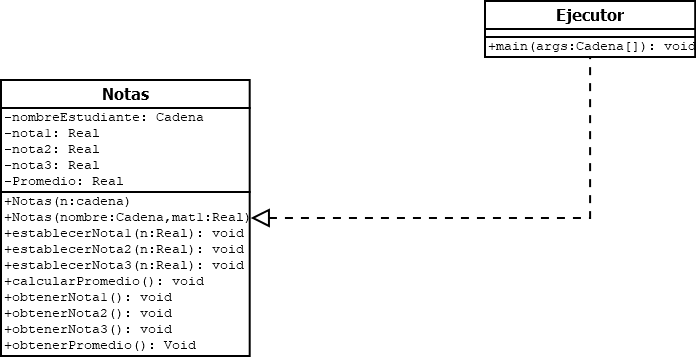 Ejecutor
+main(args:Cadena[]): void
Notas
-nombreEstudiante: Cadena
-nota1: Real
-nota2: Real
-nota3: Real
-Promedio: Real
+Notas(n:cadena)
+Notas(nombre:Cadena,mat1:Real)
+establecerNota1(n:Real): void
+establecerNota2(n:Real): void
+establecerNota3(n:Real): void
+calcularPromedio(): void
+obtenerNota1(): void
+obtenerNota2(): void
+obtenerNota3(): void
+obtenerPromedio(): Void